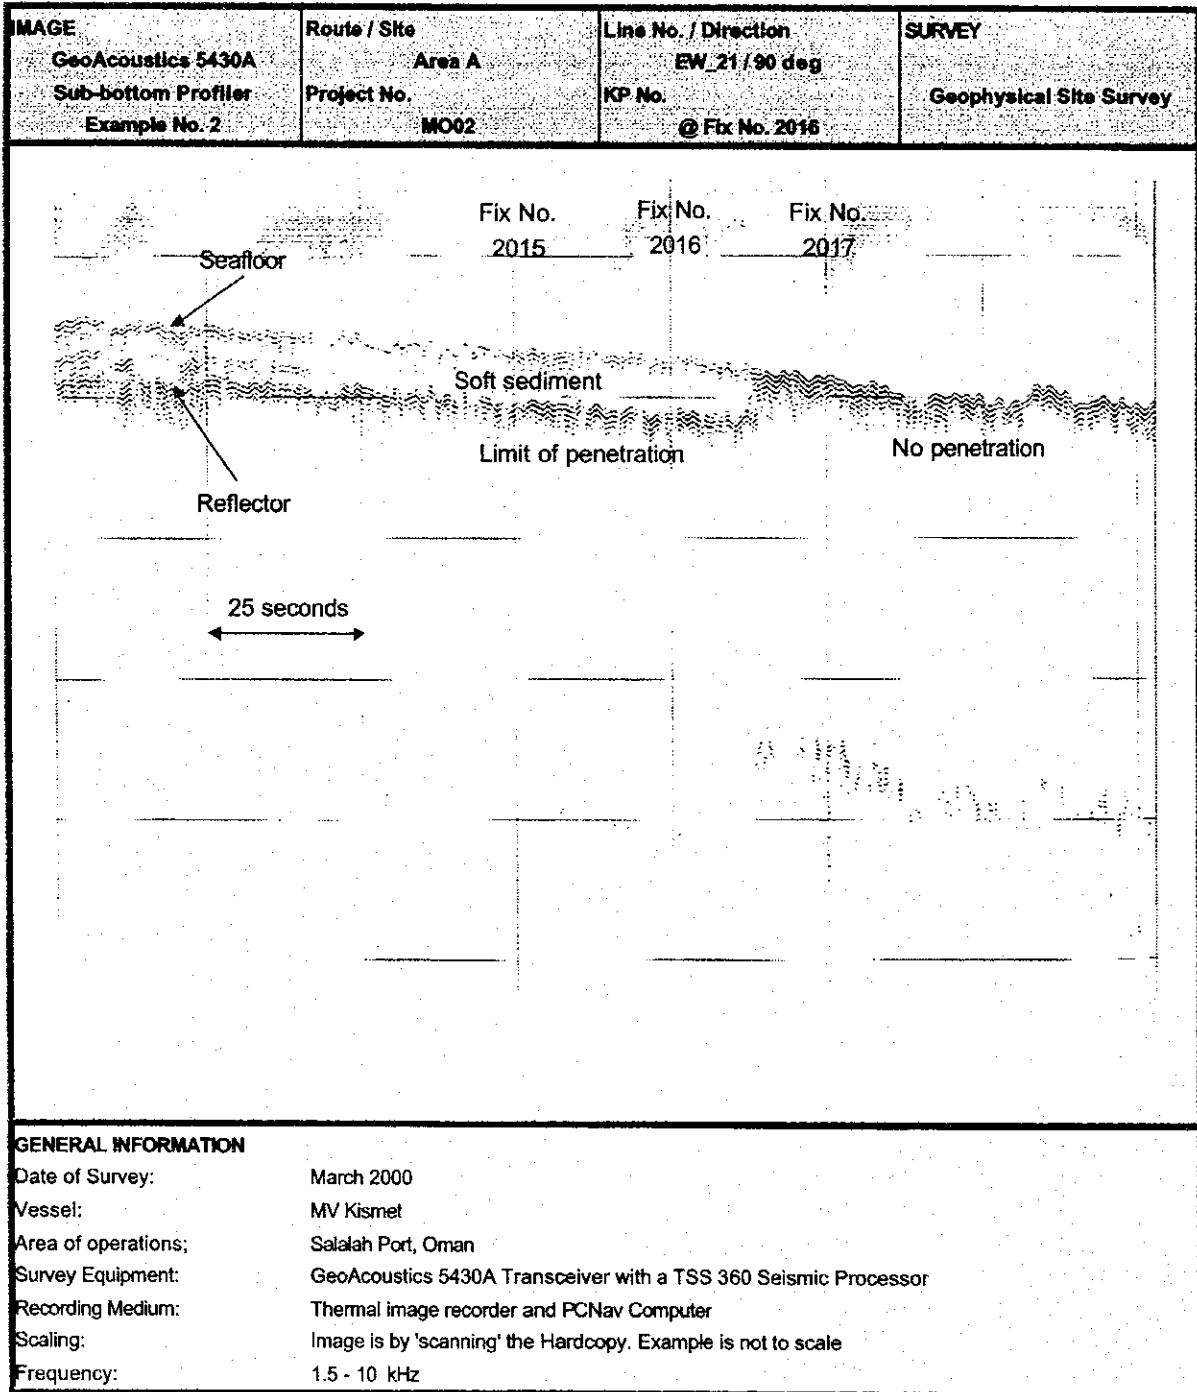 IMAGE
GeoAcoustics 5430A
Sub-bottom Profiler
Example No. 2
Route / Site
Area A
Project No.
MO02
Line No. / Direction
EW_21 / 90 deg
KP No.
@ Fix No. 2016
SURVEY
Geophysical Site Survey
Fix No.
2015
Fix No.
2016
Fix No.
2017
Seafloor
Soft sediment
Limit of penetration
No penetration
Reflector
25 seconds
GENERAL INFORMATION
Date of Survey: March 2000
Vessel: MV Kismet
Area of operations; Salalah Port, Oman
Survey Equipment: GeoAcoustics 5430A Transceiver with a TSS 360 Seismic Processor
Recording Medium: Thermal image recorder and PCNav Computer
Scaling: Image is by 'scanning' the Hardcopy. Example is not to scale
Frequency: 1.5 - 10 kHz